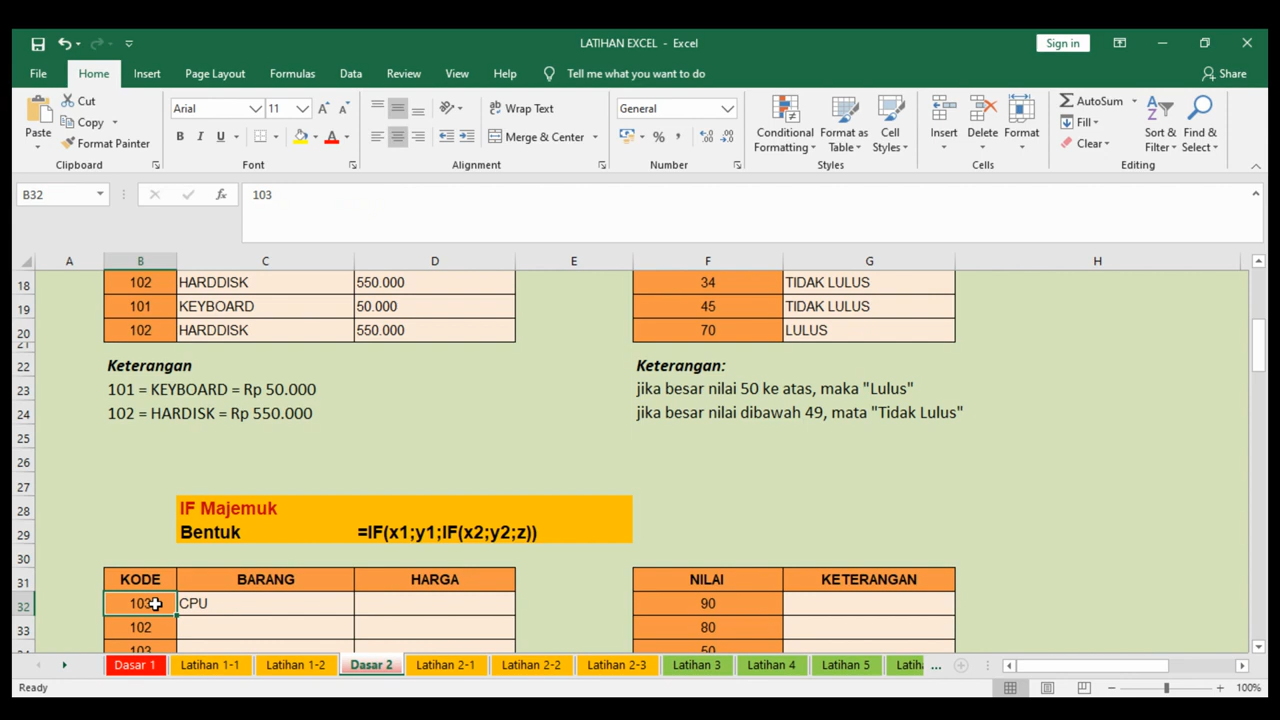 LATIHAN EXCEL - Excel
Sign in
File Home Insert Page Layout Formulas Data Review View Help Tell me what you want to do Share
Paste Cut Copy Format Painter Clipboard
Arial 11 B I U Font
Wrap Text Merge & Center Alignment
General % Number
Conditional Formatting Format as Table Cell Styles Styles
Insert Delete Format Cells
AutoSum Fill Clear Sort & Filter Find & Select Editing
B32 fx 103
A B C D E F G H
18 102 HARDDISK 550.000 34 TIDAK LULUS
19 101 KEYBOARD 50.000 45 TIDAK LULUS
20 102 HARDDISK 550.000 70 LULUS
21
22 Keterangan Keterangan:
23 101 = KEYBOARD = Rp 50.000 jika besar nilai 50 ke atas, maka "Lulus"
24 102 = HARDISK = Rp 550.000 jika besar nilai dibawah 49, mata "Tidak Lulus"
25
26
27
28 IF Majemuk
29 Bentuk =IF(x1;y1;IF(x2;y2;z))
30
31 KODE BARANG HARGA NILAI KETERANGAN
32 103 CPU 90
33 102 80
34 103 50
Dasar 1 Latihan 1-1 Latihan 1-2 Dasar 2 Latihan 2-1 Latihan 2-2 Latihan 2-3 Latihan 3 Latihan 4 Latihan 5 Latih ...
Ready 100%